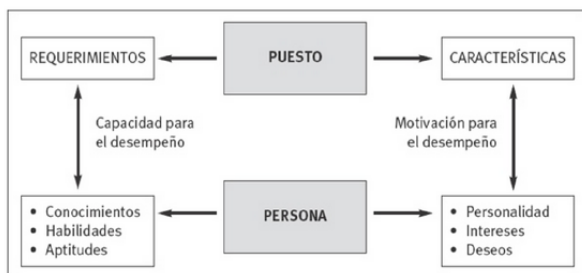 REQUERIMIENTOS
PUESTO
CARACTERÍSTICAS
Capacidad para
el desempeño
Motivación para
el desempeño
• Conocimientos
• Habilidades
• Aptitudes
PERSONA
• Personalidad
• Intereses
• Deseos